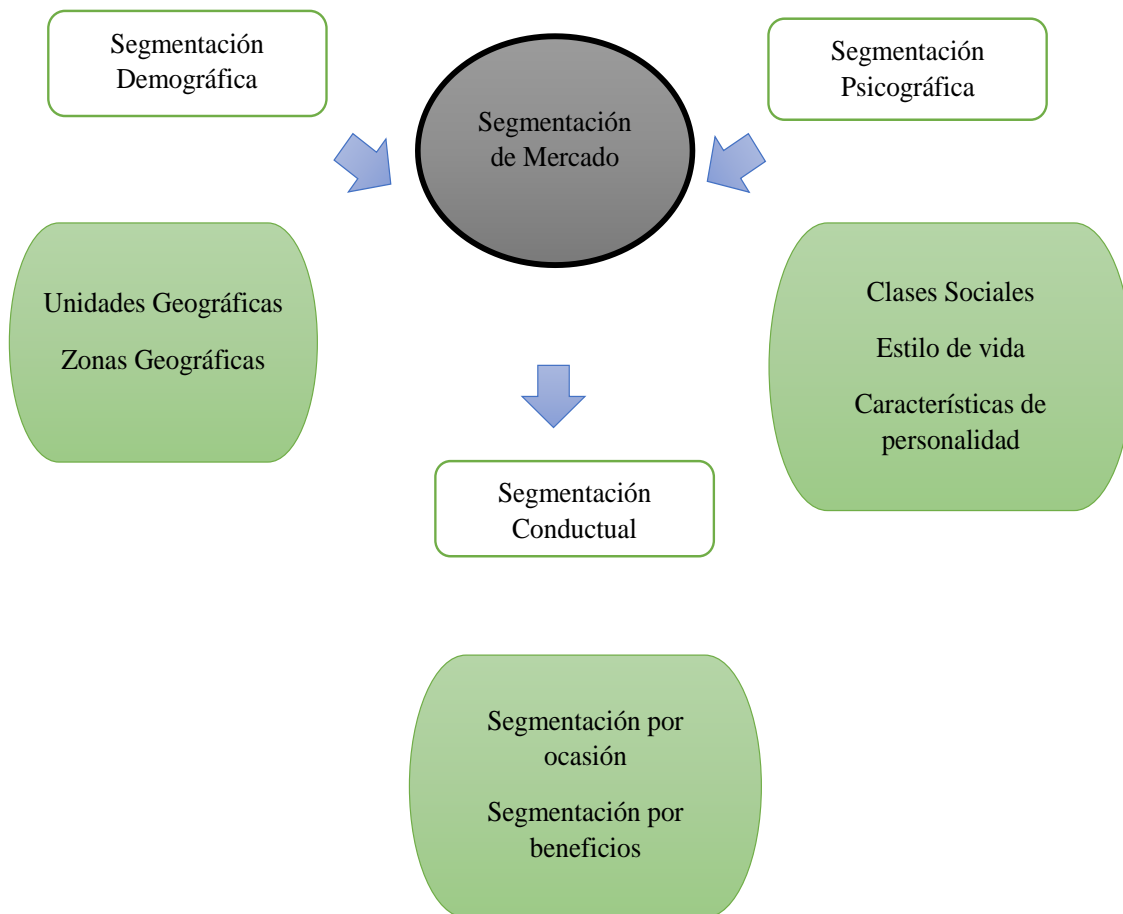 Segmentación
Demográfica
Segmentación
de Mercado
Segmentación
Psicográfica
Unidades Geográficas
Zonas Geográficas
Clases Sociales
Estilo de vida
Características de
personalidad
Segmentación
Conductual
Segmentación por
ocasión
Segmentación por
beneficios